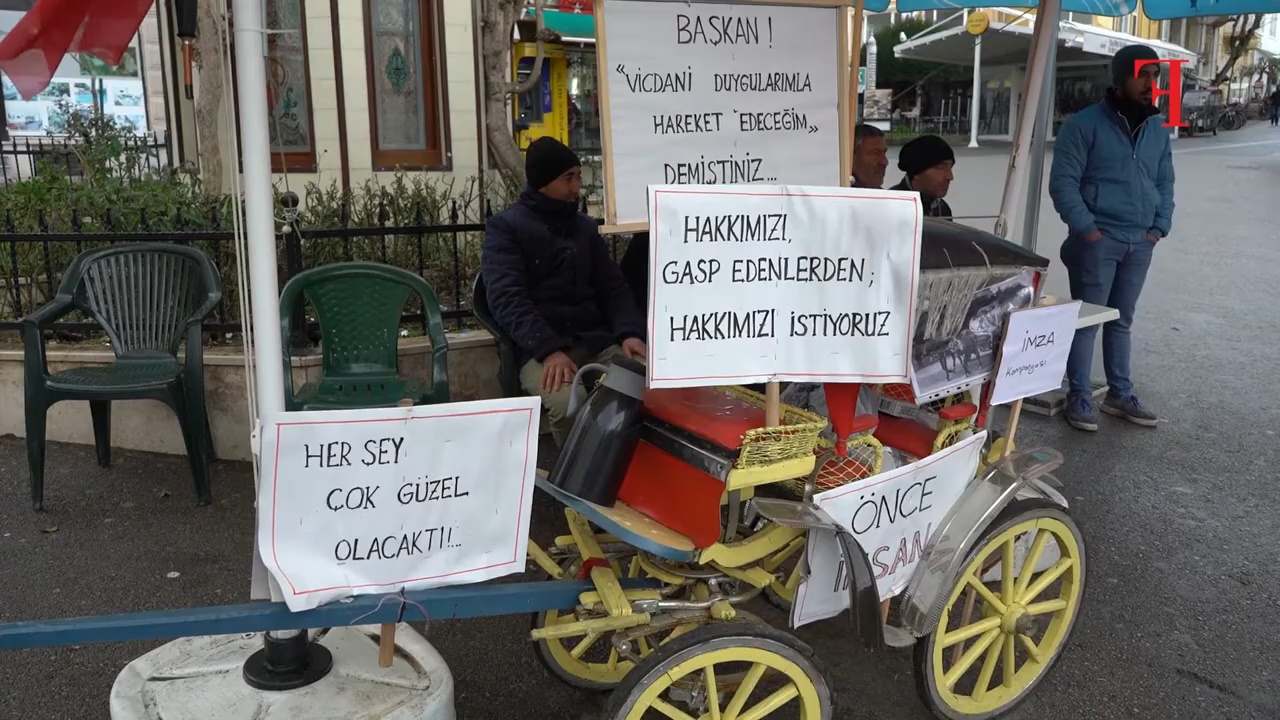 BAŞKAN !
“VİCDANİ DUYGULARIMLA
HAREKET EDECEĞİM„
DEMİŞTİNİZ...
HAKKIMIZI,
GASP EDENLERDEN;
HAKKIMIZI İSTİYORUZ
İMZA
Kampanyası
HER ŞEY
ÇOK GÜZEL
OLACAKTI!...
ÖNCE
İNSAN